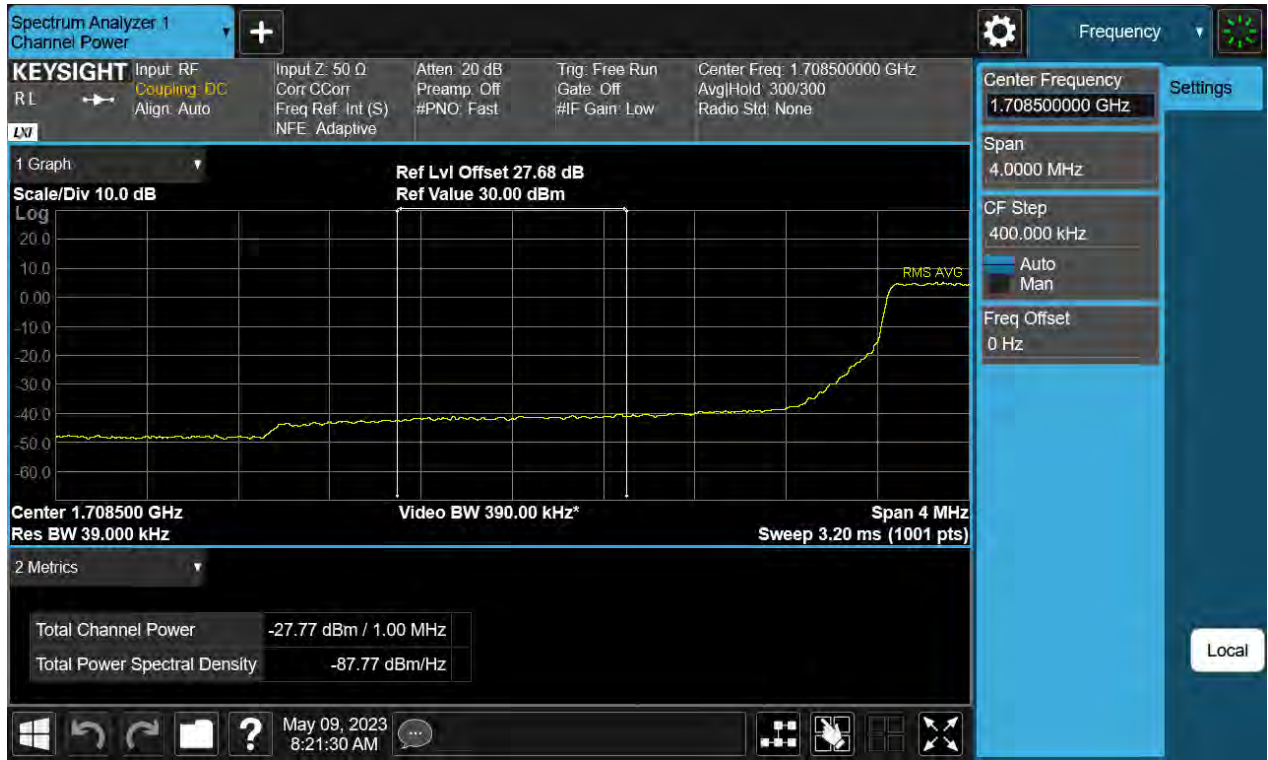 Spectrum Analyzer 1
Channel Power
Frequency
KEYSIGHT
RL
LXI
Input: RF
Coupling: DC
Align: Auto
Input Z: 50 Ω
Corr CCorr
Freq Ref: Int (S)
NFE: Adaptive
Atten: 20 dB
Preamp: Off
#PNO: Fast
Trig: Free Run
Gate: Off
#IF Gain: Low
Center Freq: 1.708500000 GHz
Avg|Hold: 300/300
Radio Std: None
1 Graph
Scale/Div 10.0 dB
Ref Lvl Offset 27.68 dB
Ref Value 30.00 dBm
Log
20.0
10.0
0.00
-10.0
-20.0
-30.0
-40.0
-50.0
-60.0
RMS AVG
Center 1.708500 GHz
Res BW 39.000 kHz
Video BW 390.00 kHz*
Span 4 MHz
Sweep 3.20 ms (1001 pts)
2 Metrics
Total Channel Power -27.77 dBm / 1.00 MHz
Total Power Spectral Density -87.77 dBm/Hz
Center Frequency
1.708500000 GHz
Settings
Span
4.0000 MHz
CF Step
400.000 kHz
Auto
Man
Freq Offset
0 Hz
Local
?
May 09, 2023
8:21:30 AM